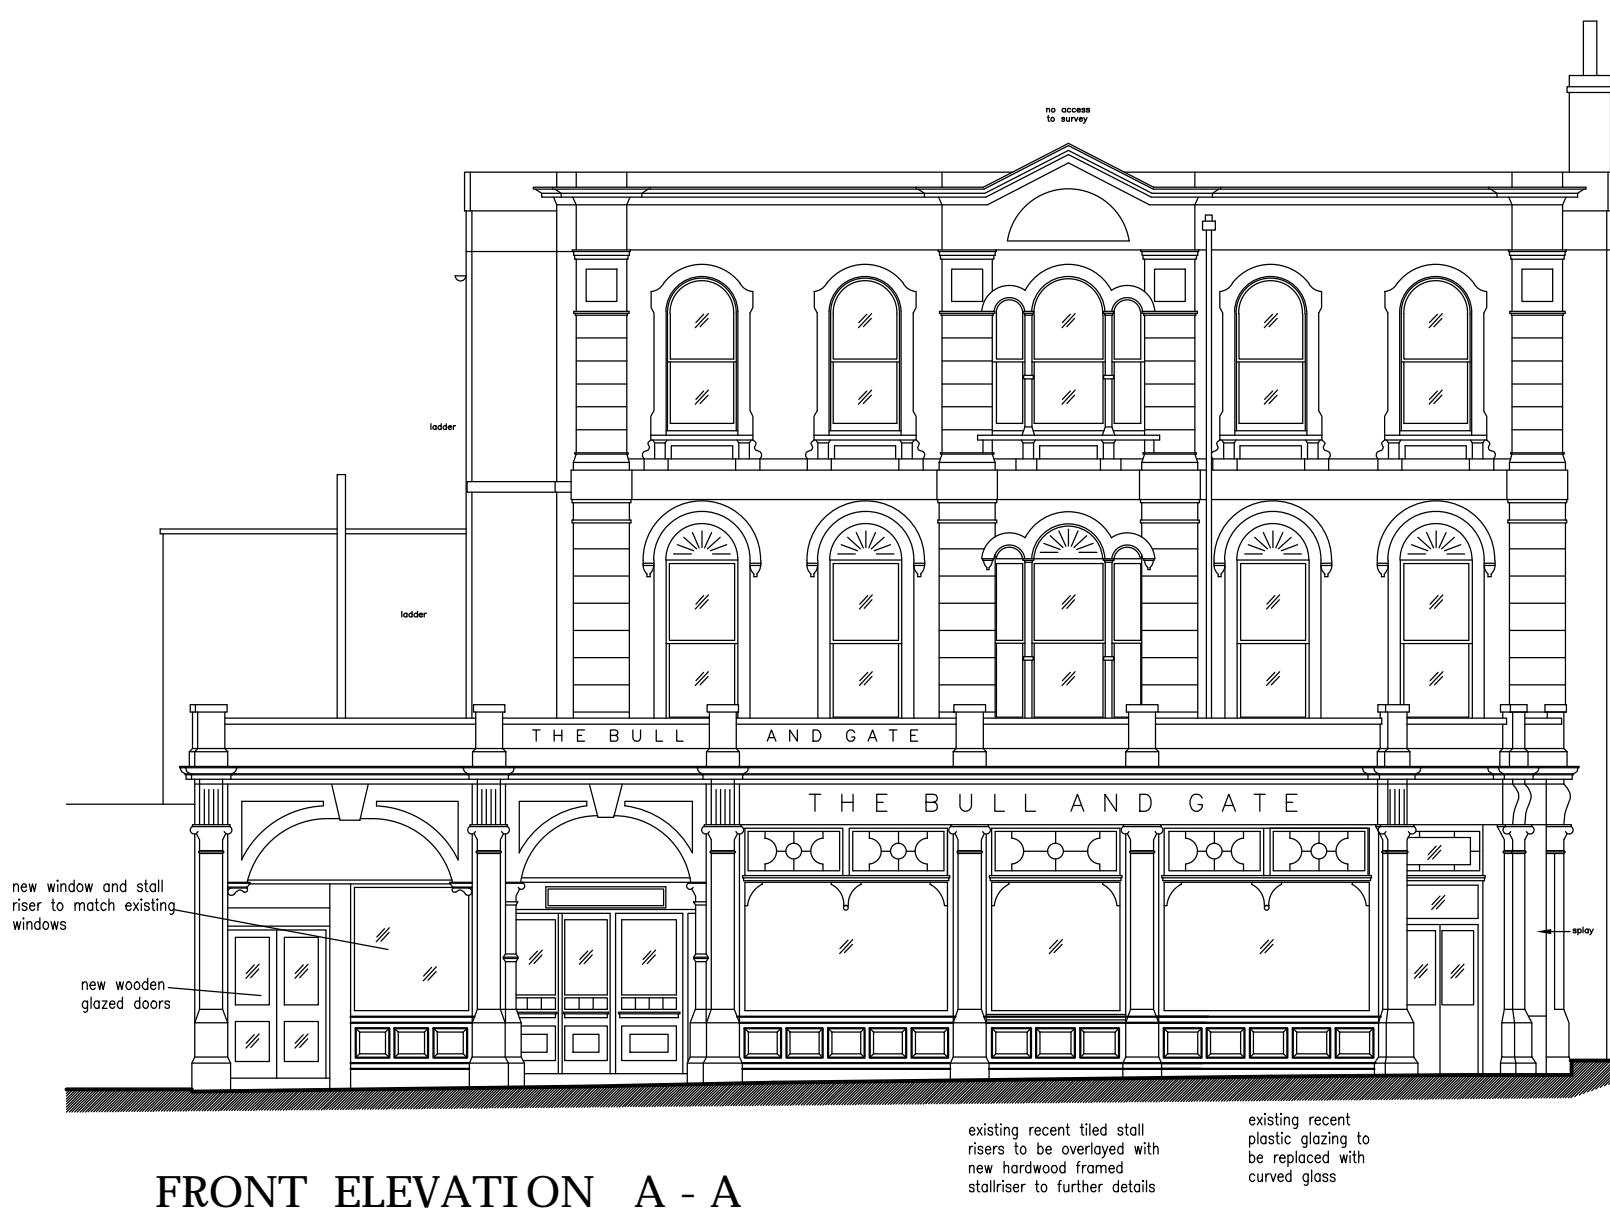 no access
to survey
ladder
ladder
THE BULL AND GATE
THE BULL AND GATE
new window and stall
riser to match existing
windows
splay
new wooden
glazed doors
existing recent tiled stall
risers to be overlayed with
new hardwood framed
stallriser to further details
existing recent
plastic glazing to
be replaced with
curved glass
FRONT ELEVATION A - A